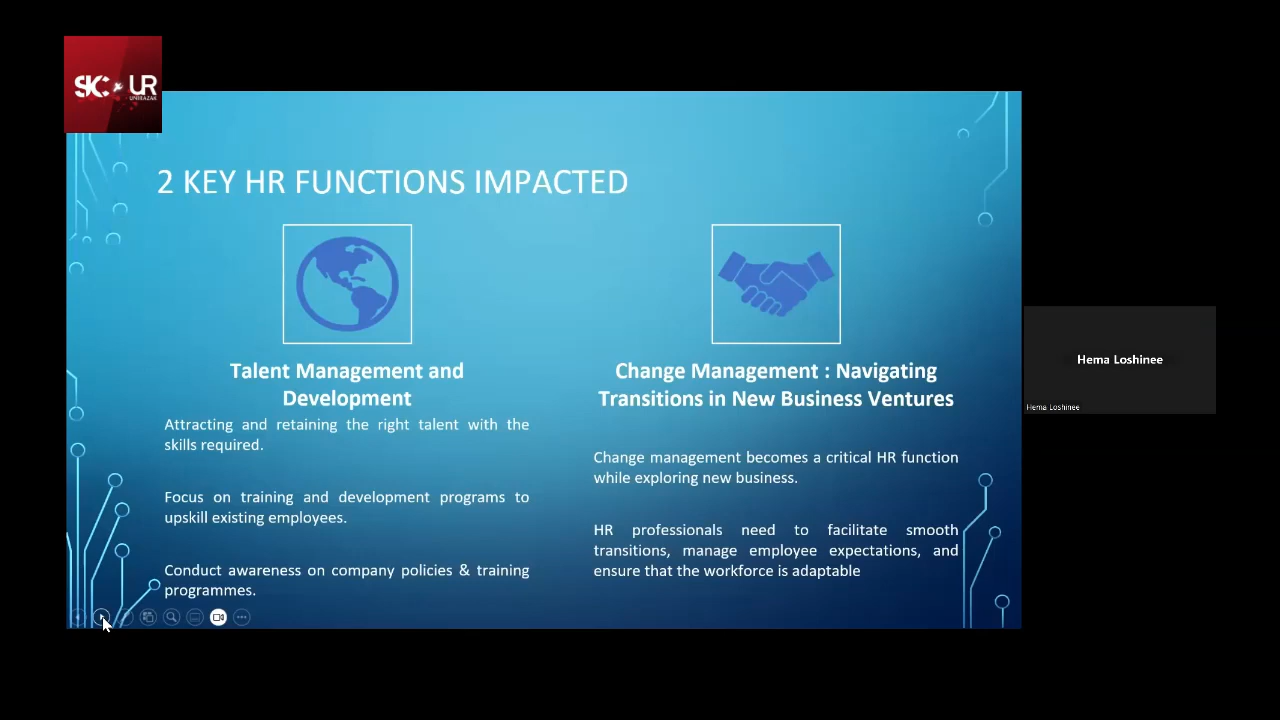 SKC UR
UNIRAZAK
2 KEY HR FUNCTIONS IMPACTED
Talent Management and
Development
Attracting and retaining the right talent with the
skills required.
Focus on training and development programs to
upskill existing employees.
Conduct awareness on company policies & training
programmes.
Change Management : Navigating
Transitions in New Business Ventures
Change management becomes a critical HR function
while exploring new business.
HR professionals need to facilitate smooth
transitions, manage employee expectations, and
ensure that the workforce is adaptable
Hema Loshinee
Hema Loshinee